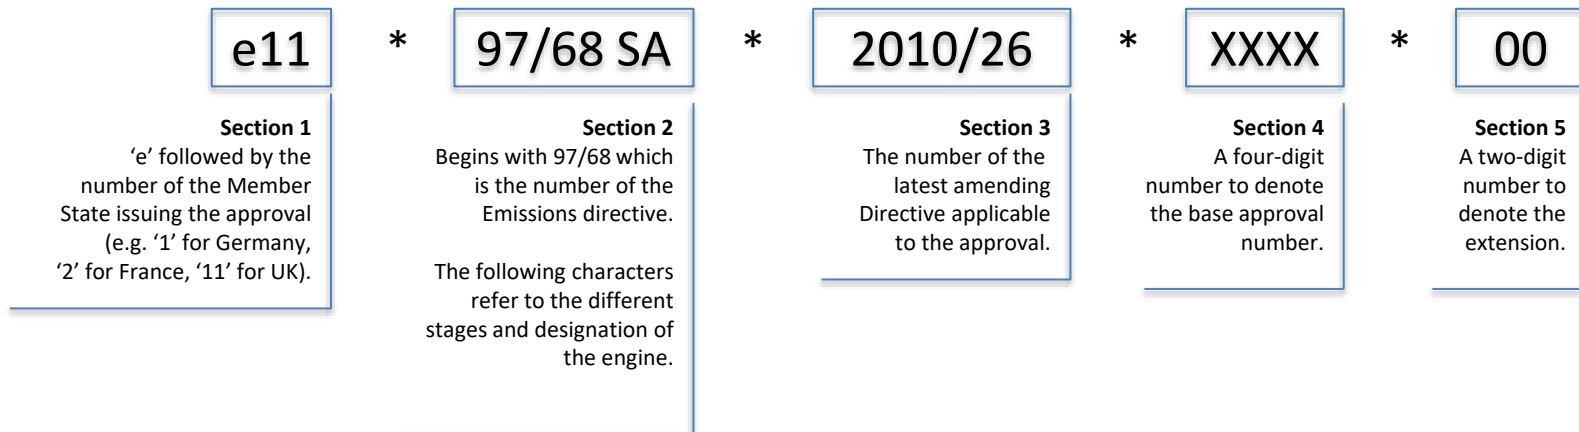 e11 * 97/68 SA * 2010/26 * XXXX * 00
Section 1
‘e’ followed by the
number of the Member
State issuing the approval
(e.g. ‘1’ for Germany,
‘2’ for France, ‘11’ for UK).
Section 2
Begins with 97/68 which
is the number of the
Emissions directive.
The following characters
refer to the different
stages and designation of
the engine.
Section 3
The number of the
latest amending
Directive applicable
to the approval.
Section 4
A four-digit
number to denote
the base approval
number.
Section 5
A two-digit
number to
denote the
extension.